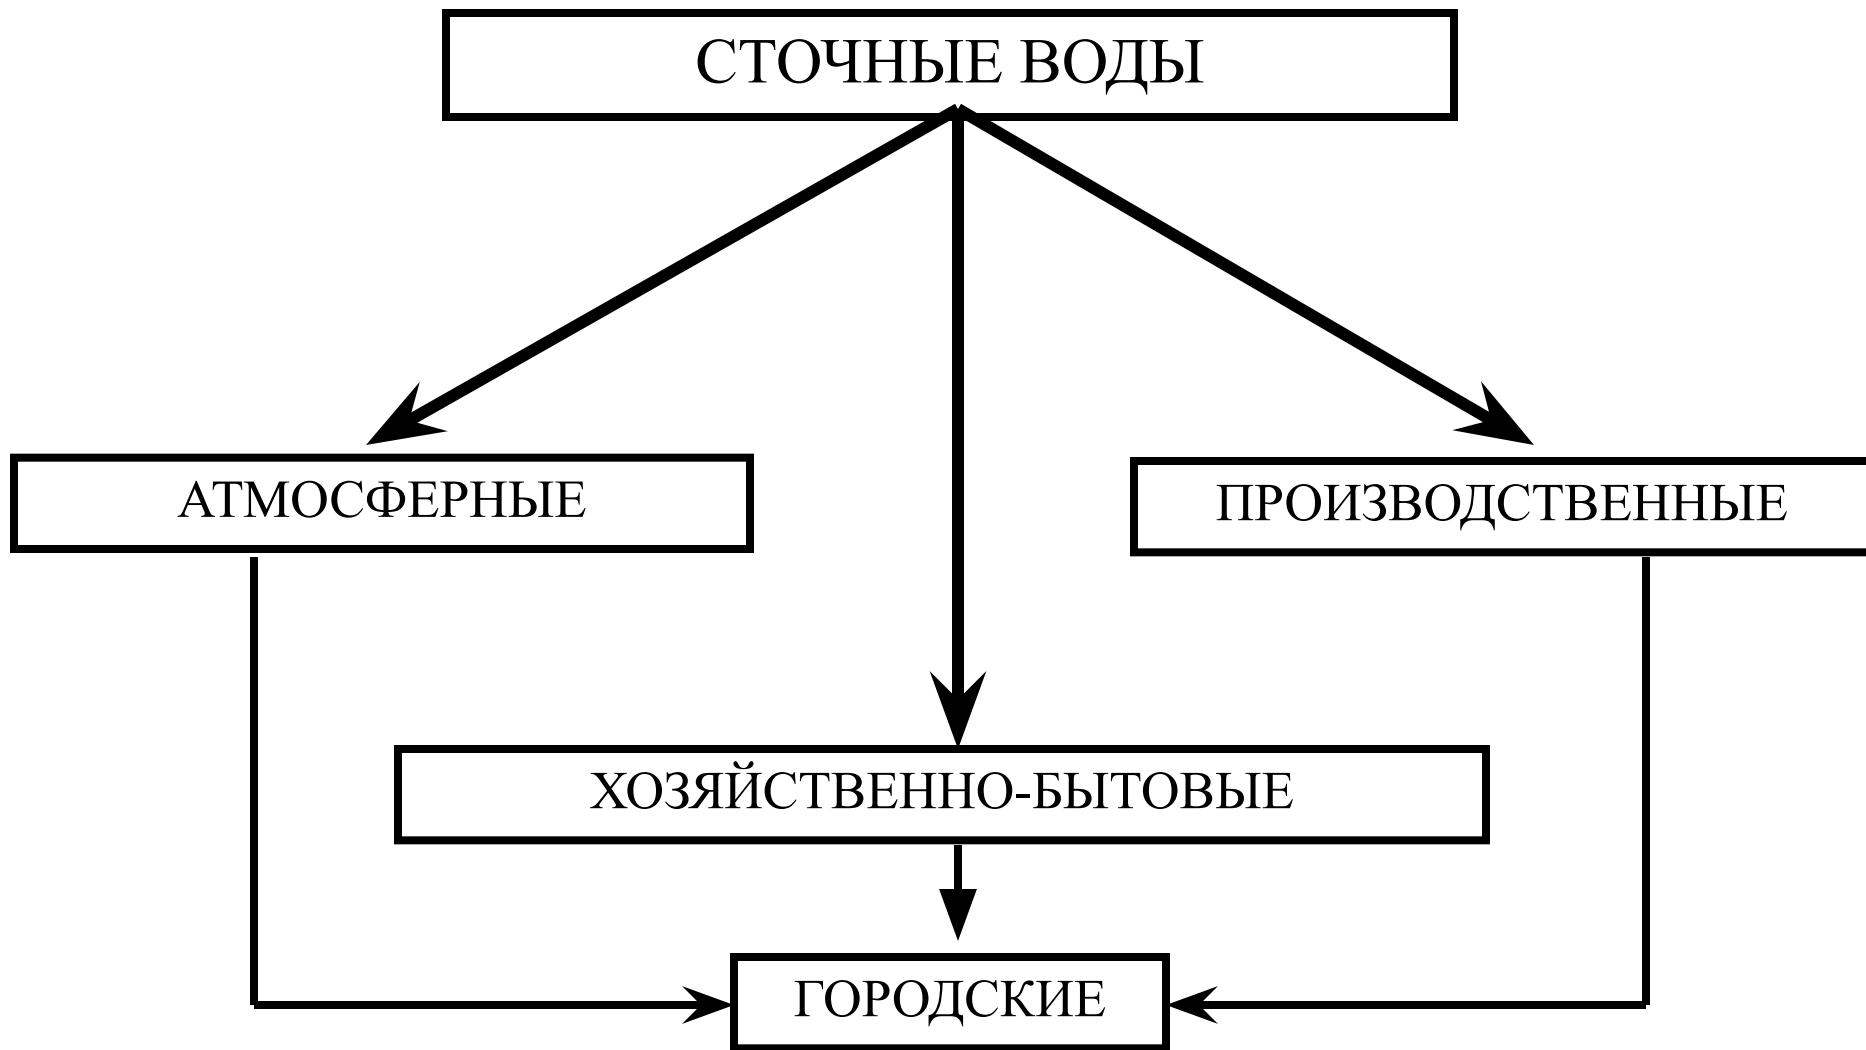 СТОЧНЫЕ ВОДЫ
АТМОСФЕРНЫЕ
ПРОИЗВОДСТВЕННЫЕ
ХОЗЯЙСТВЕННО-БЫТОВЫЕ
ГОРОДСКИЕ